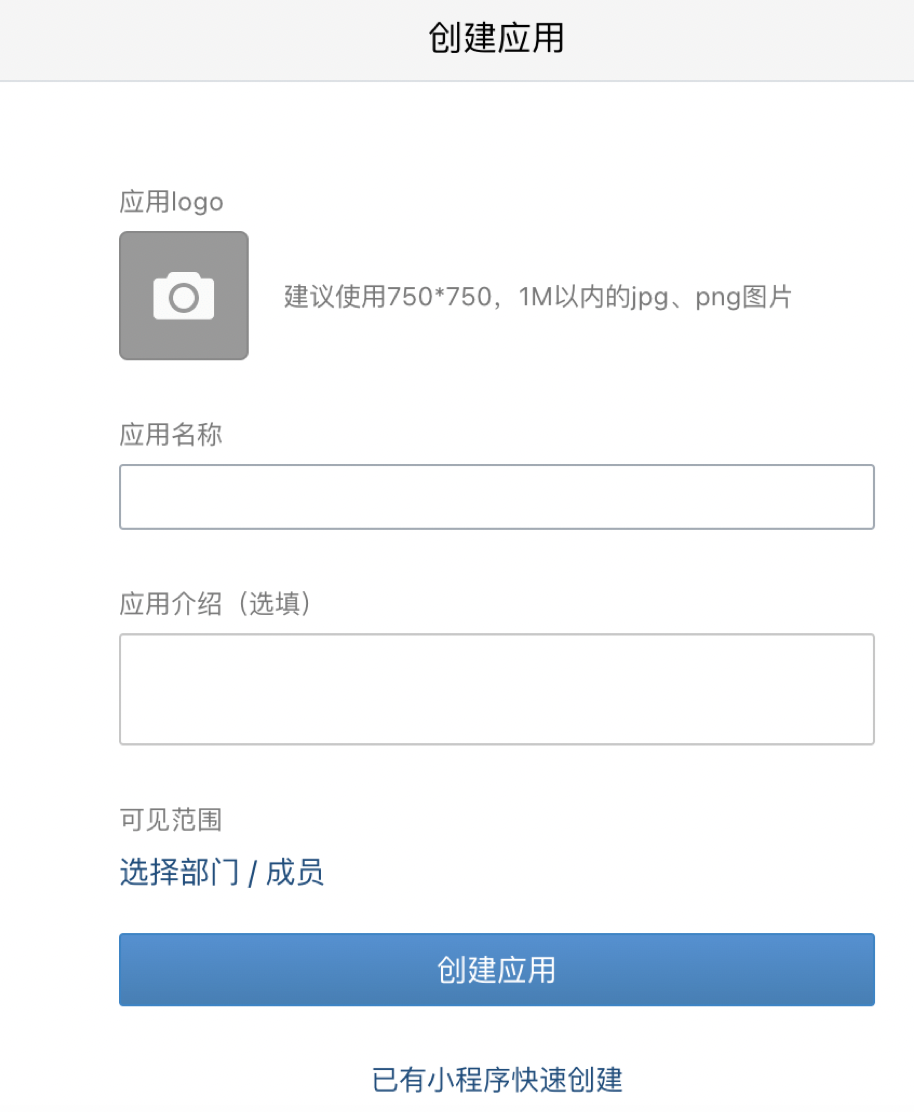 创建应用
应用logo
建议使用750*750，1M以内的jpg、png图片
应用名称
应用介绍（选填）
可见范围
选择部门 / 成员
创建应用
已有小程序快速创建